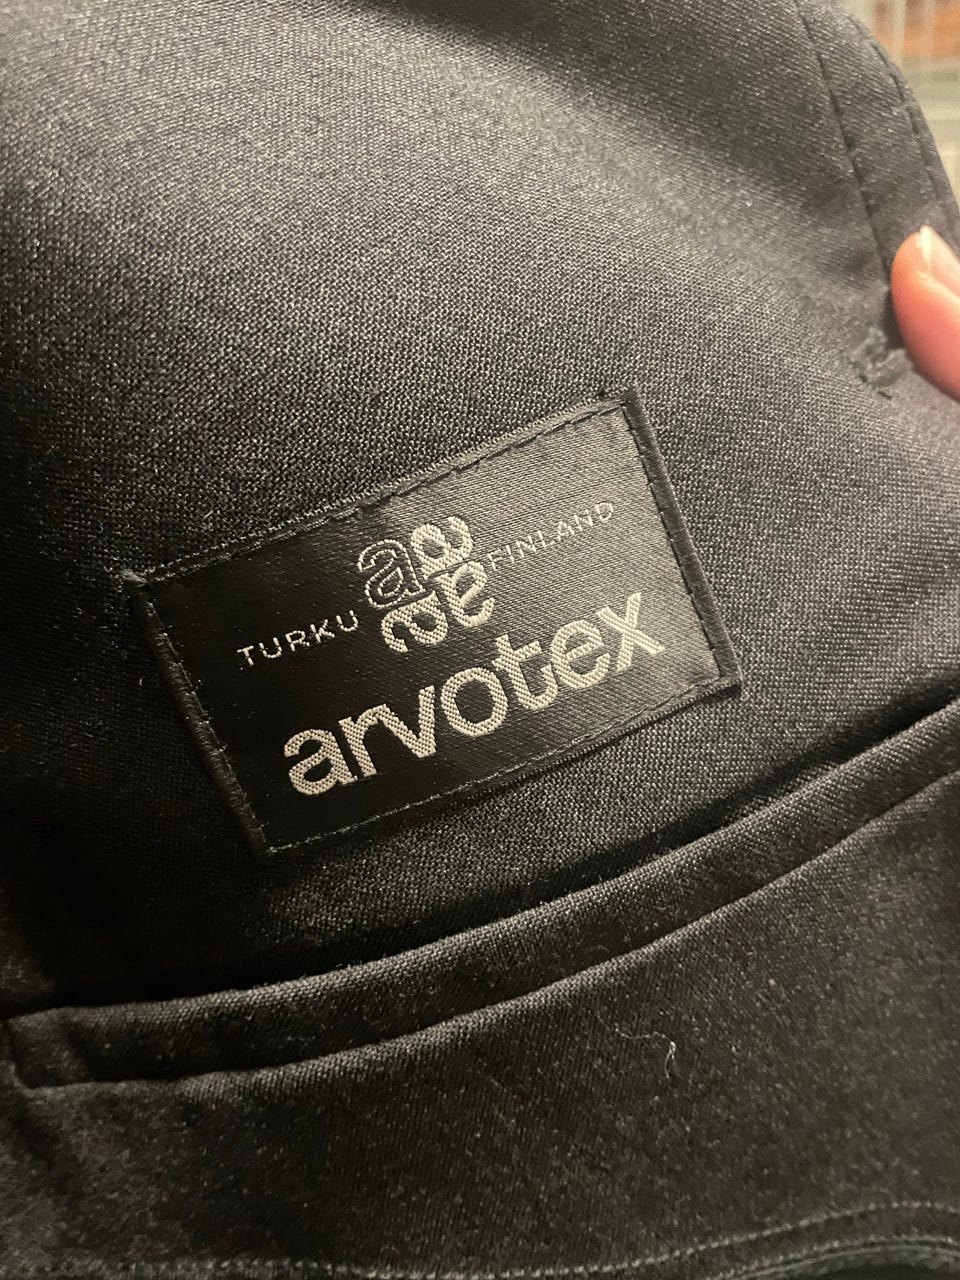 TURKU
a a a a
FINLAND
arvotex